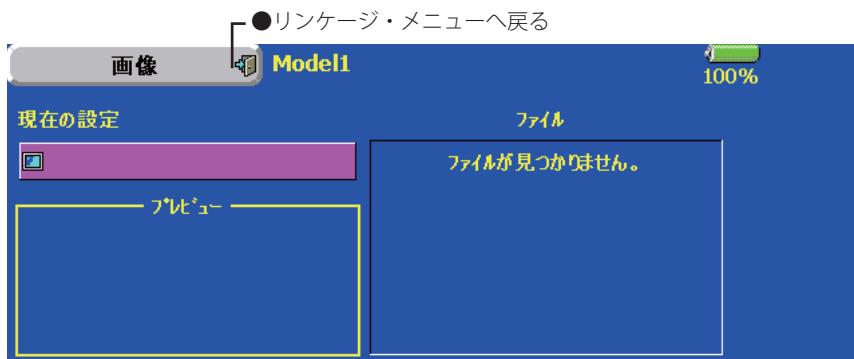 ●リンケージ・メニューへ戻る
画像
Model1
100%
現在の設定
ファイル
ファイルが見つかりません。
プレビュー